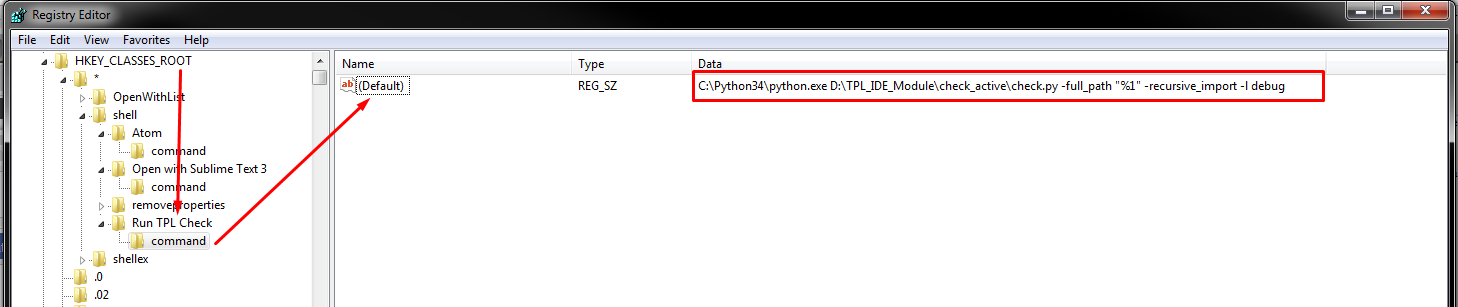 Registry Editor
File Edit View Favorites Help
HKEY_CLASSES_ROOT
*
OpenWithList
shell
Atom
command
Open with Sublime Text 3
command
removeproperties
Run TPL Check
command
shellex
.0
.02
Name Type Data
ab (Default) REG_SZ C:\Python34\python.exe D:\TPL_IDE_Module\check_active\check.py -full_path "%1" -recursive_import -l debug